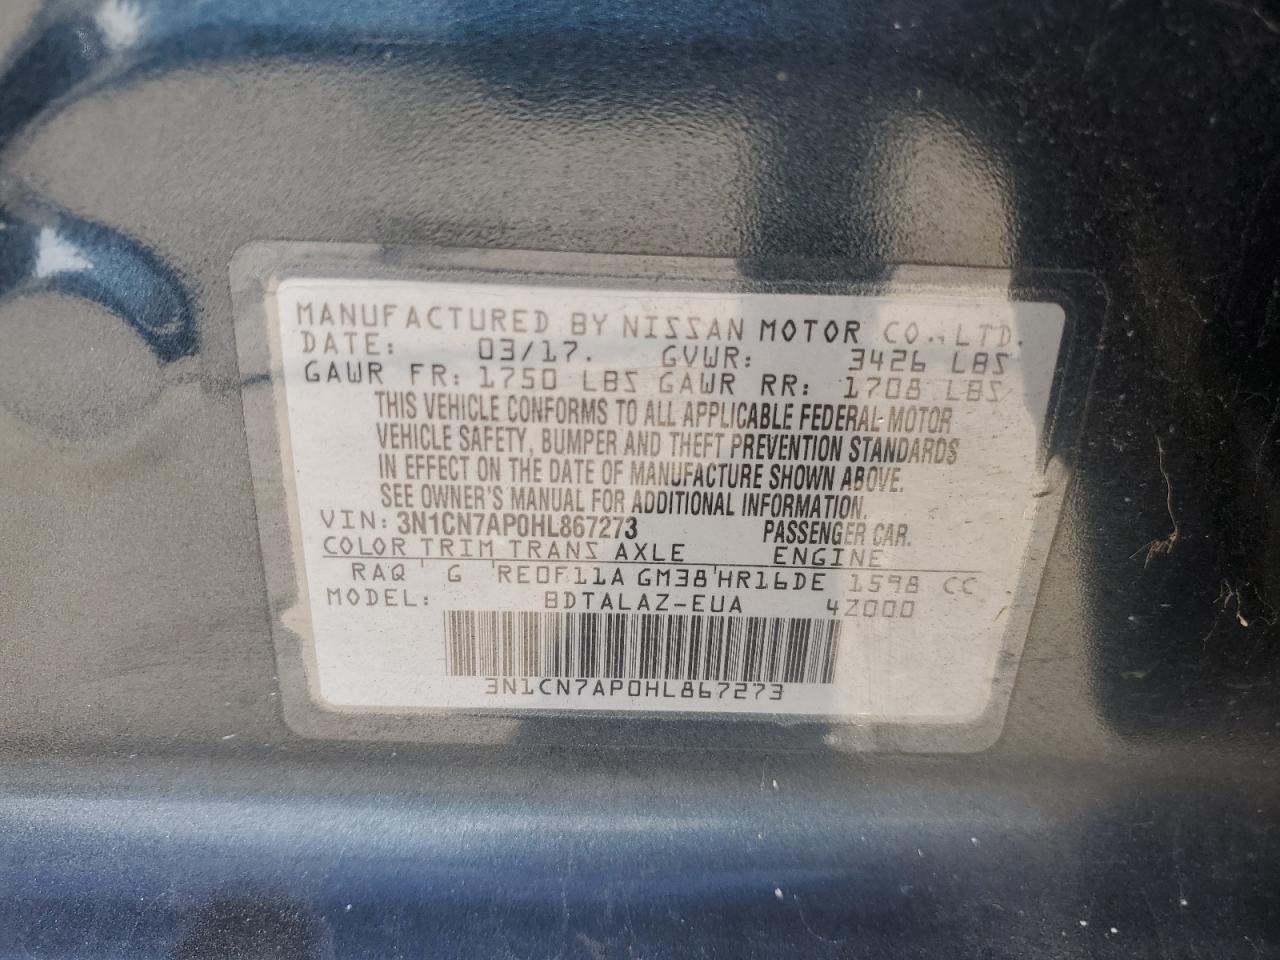 MANUFACTURED BY NISSAN MOTOR CO., LTD.
DATE: 03/17. GVWR: 3426 LBS
GAWR FR: 1750 LBS GAWR RR: 1708 LBS
THIS VEHICLE CONFORMS TO ALL APPLICABLE FEDERAL MOTOR
VEHICLE SAFETY, BUMPER AND THEFT PREVENTION STANDARDS
IN EFFECT ON THE DATE OF MANUFACTURE SHOWN ABOVE.
SEE OWNER'S MANUAL FOR ADDITIONAL INFORMATION.
VIN: 3N1CN7AP0HL867273 PASSENGER CAR.
COLOR TRIM TRANS AXLE ENGINE
RAQ ' G 'RE0F11A GM38'HR16DE 1598 CC
MODEL: BDTALAZ-EUA 4Z000
3N1CN7AP0HL867273